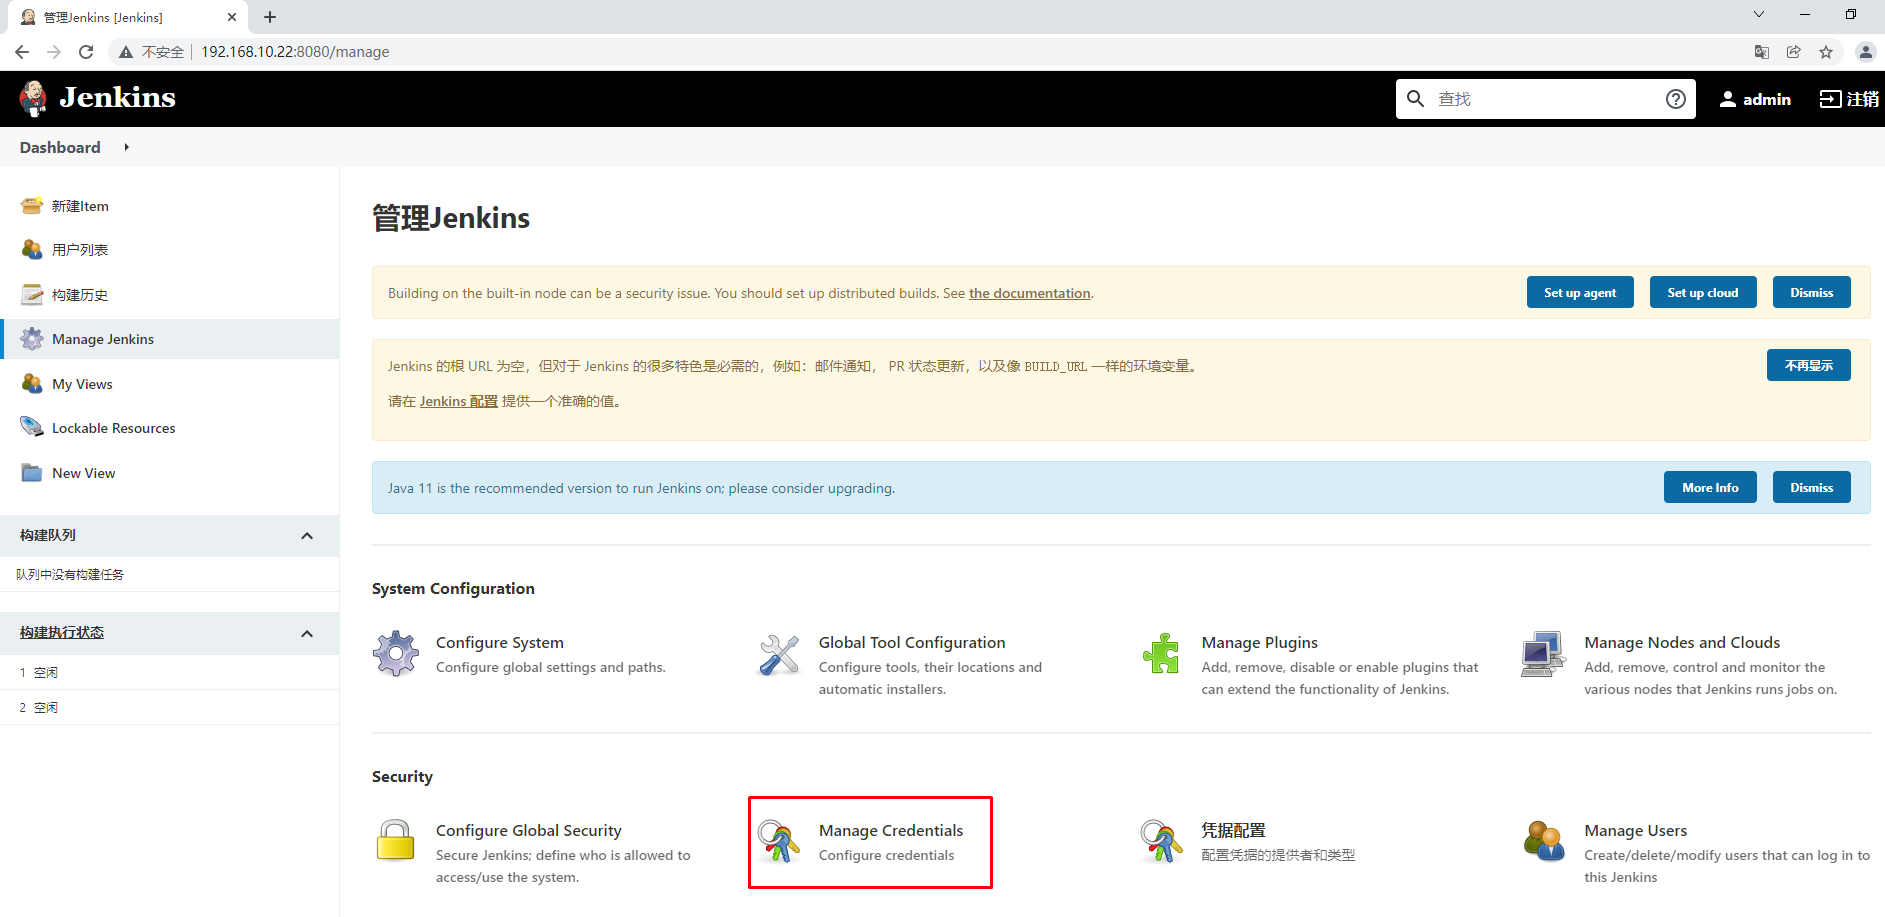 管理Jenkins [Jenkins]
不安全 192.168.10.22:8080/manage
Jenkins
查找
admin
注销
Dashboard
新建Item
用户列表
构建历史
Manage Jenkins
My Views
Lockable Resources
New View
构建队列
队列中没有构建任务
构建执行状态
1 空闲
2 空闲
管理Jenkins
Building on the built-in node can be a security issue. You should set up distributed builds. See the documentation.
Set up agent
Set up cloud
Dismiss
Jenkins 的根 URL 为空，但对于 Jenkins 的很多特色是必需的，例如：邮件通知， PR 状态更新，以及像 BUILD_URL 一样的环境变量。
不再显示
请在 Jenkins 配置 提供一个准确的值。
Java 11 is the recommended version to run Jenkins on; please consider upgrading.
More Info
Dismiss
System Configuration
Configure System
Configure global settings and paths.
Global Tool Configuration
Configure tools, their locations and
automatic installers.
Manage Plugins
Add, remove, disable or enable plugins that
can extend the functionality of Jenkins.
Manage Nodes and Clouds
Add, remove, control and monitor the
various nodes that Jenkins runs jobs on.
Security
Configure Global Security
Secure Jenkins; define who is allowed to
access/use the system.
Manage Credentials
Configure credentials
凭据配置
配置凭据的提供者和类型
Manage Users
Create/delete/modify users that can log in to
this Jenkins